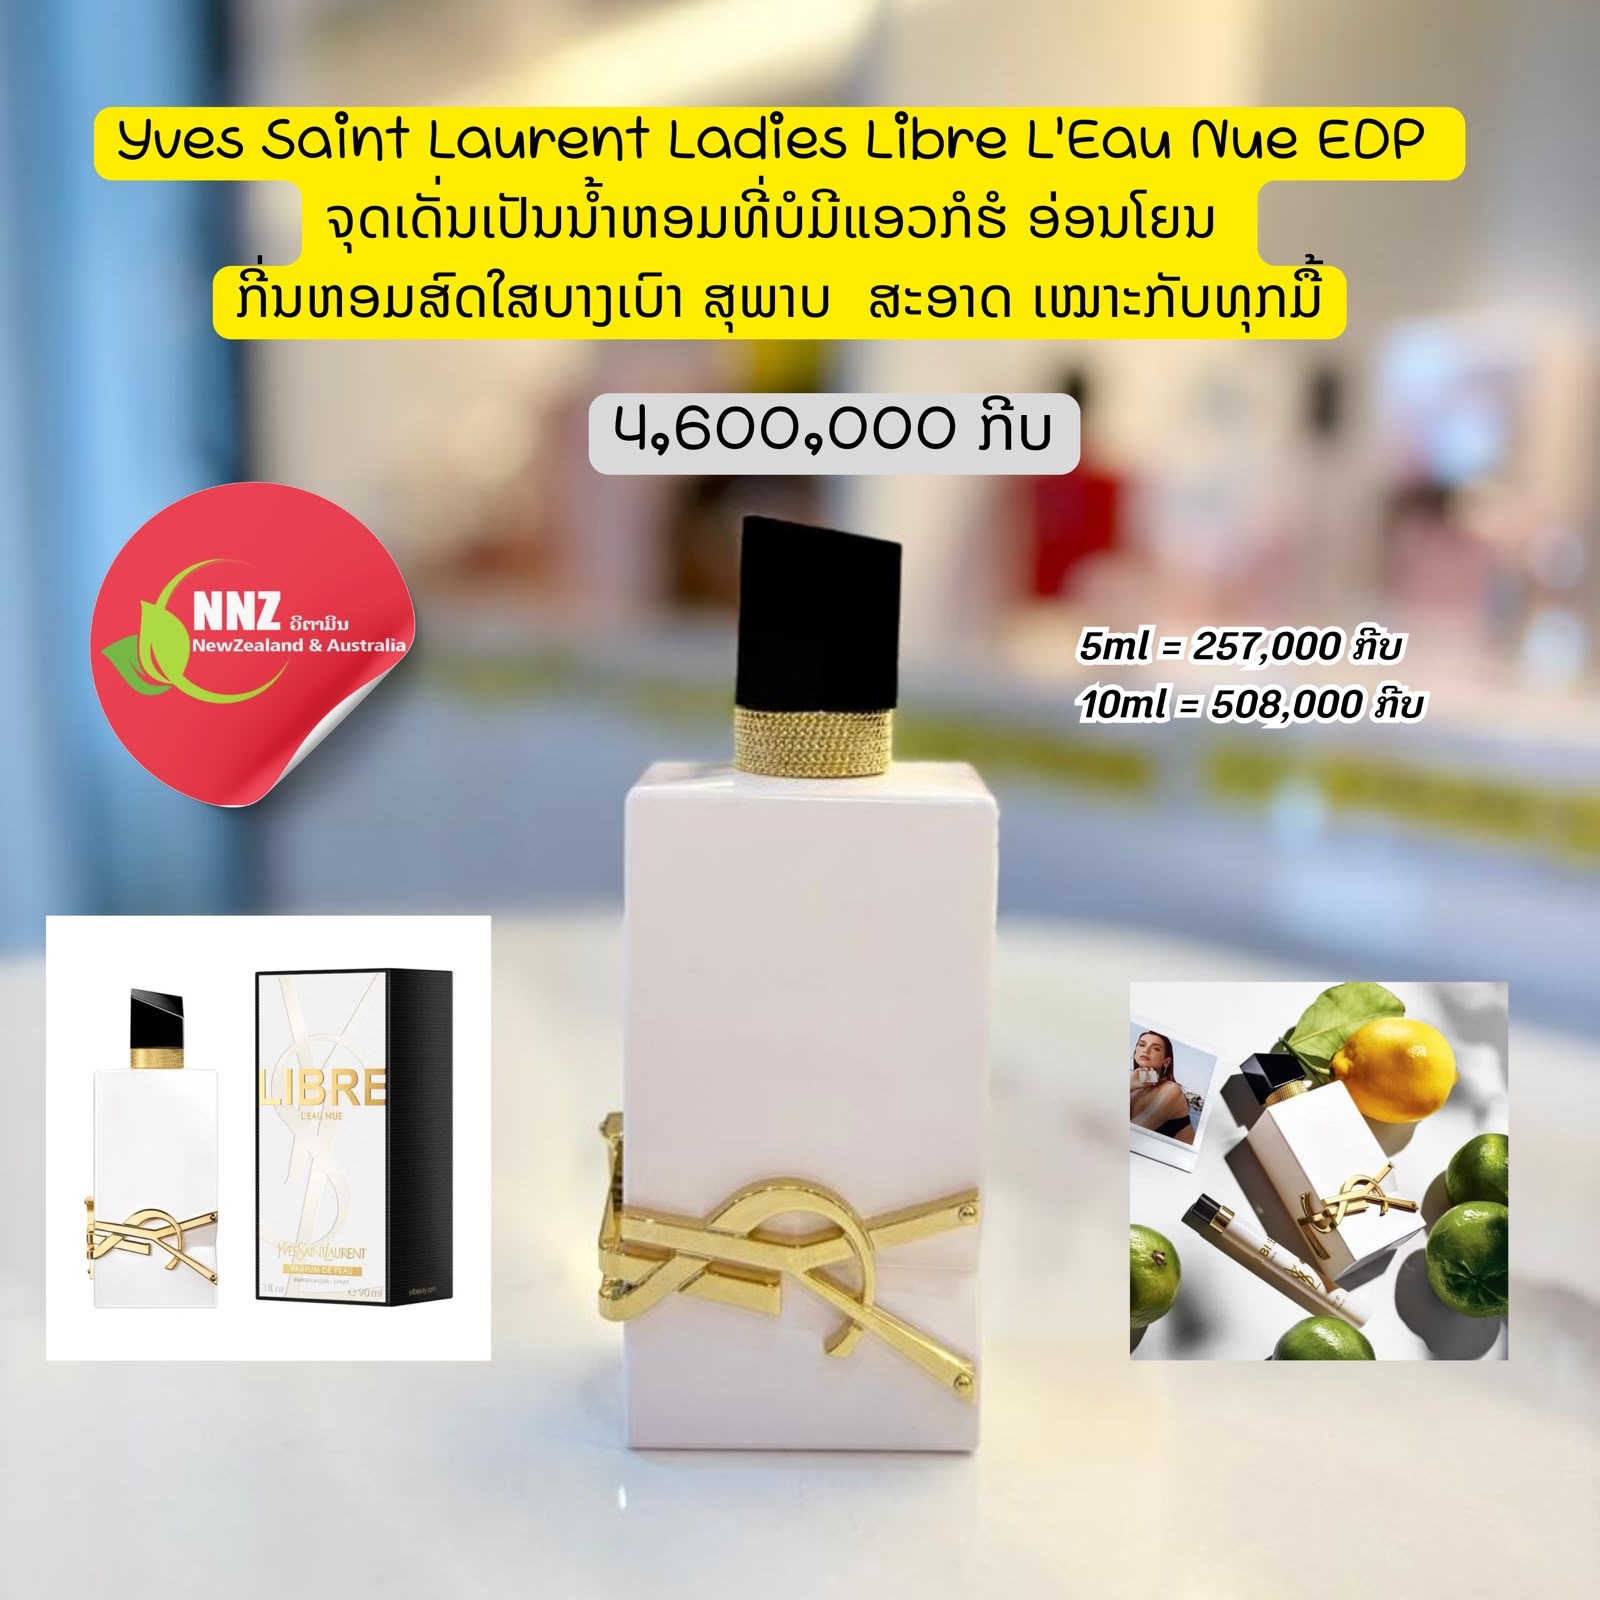 Yves Saint Laurent Ladies Libre L'Eau Nue EDP
ຈຸດເດັ່ນເປັນນ້ຳຫອມທີ່ບໍ່ມີແອວກໍຮໍ ອ່ອນໂຍນ
ກິ່ນຫອມສົດໃສບາງເບົາ ສຸພາບ ສະອາດ ເໝາະກັບທຸກມື້
4,600,000 ກີບ
NNZ ວິຕາມິນ
NewZealand & Australia
5ml = 257,000 ກີບ
10ml = 508,000 ກີບ
LIBRE
L'EAU NUE
YVESSAINTLAURENT
PARFUM DE PEAU
VAPORISATEUR / SPRAY
90 ml